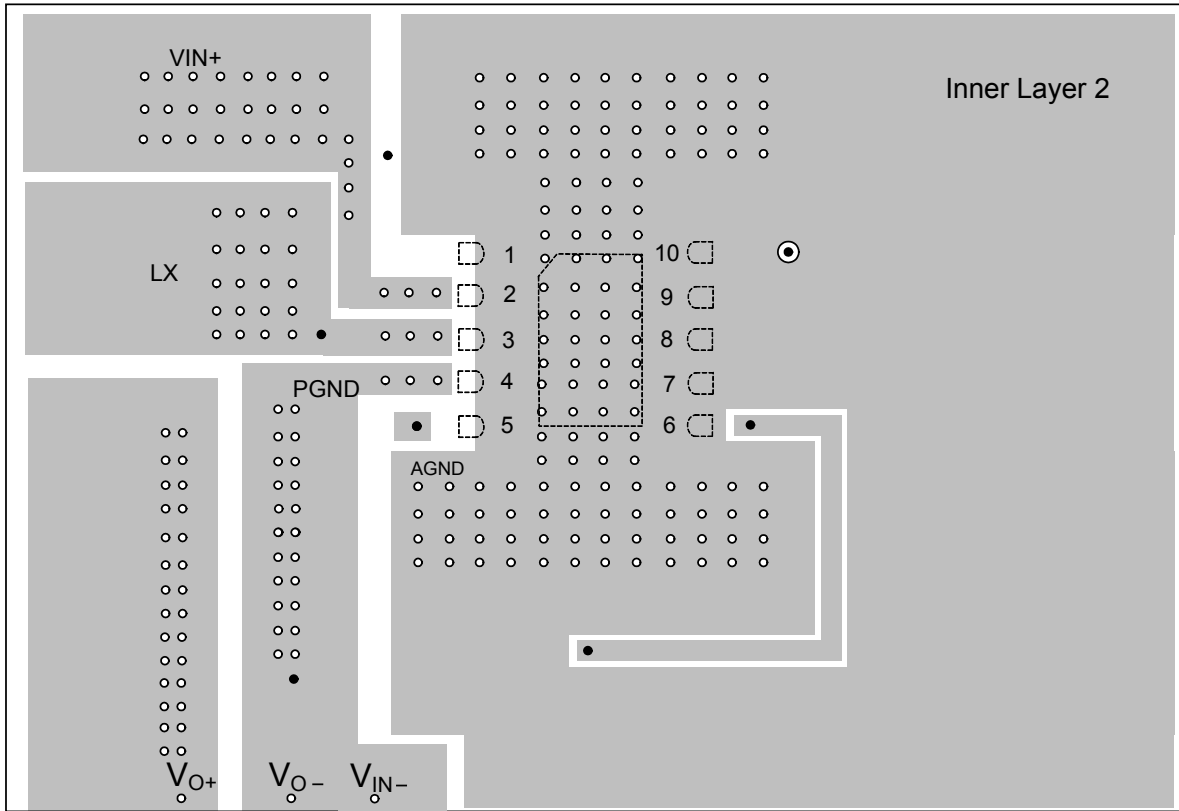 VIN+
Inner Layer 2
LX
1 10
2 9
3 8
4 7
PGND
5 6
AGND
VO+ VO– VIN–